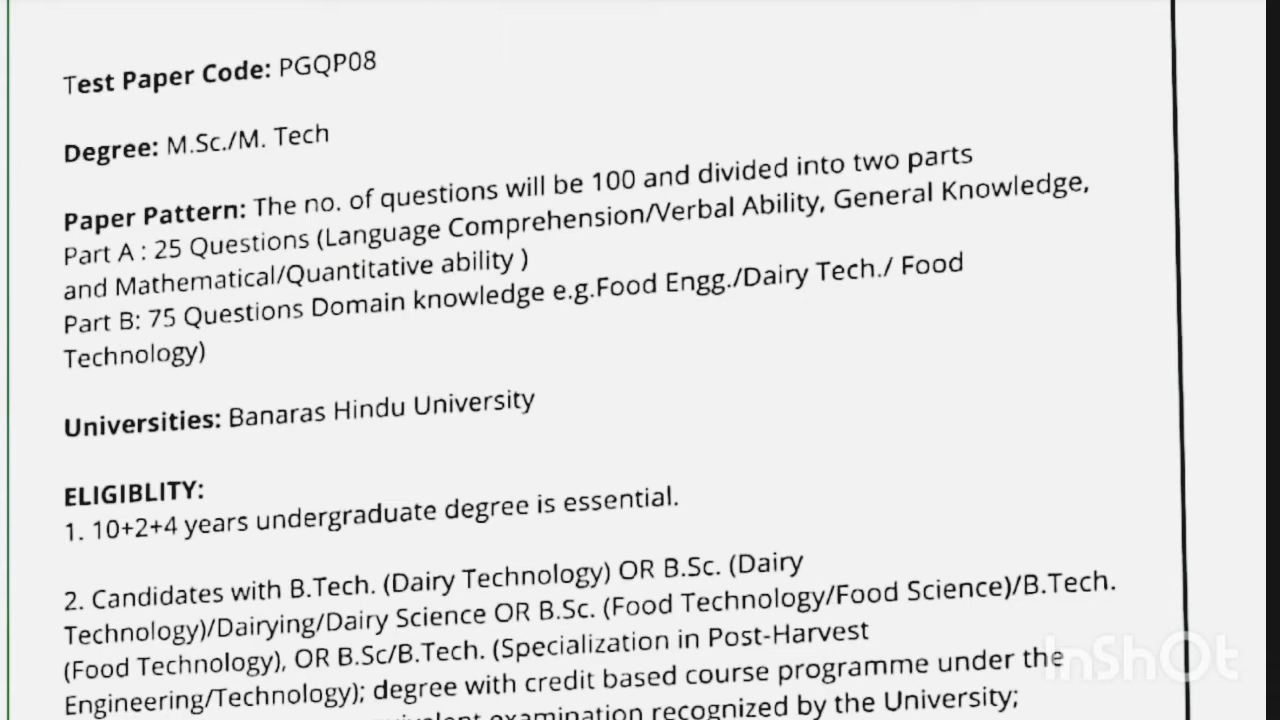 Test Paper Code: PGQP08
Degree: M.Sc./M. Tech
Paper Pattern: The no. of questions will be 100 and divided into two parts
Part A : 25 Questions (Language Comprehension/Verbal Ability, General Knowledge,
and Mathematical/Quantitative ability )
Part B: 75 Questions Domain knowledge e.g.Food Engg./Dairy Tech./ Food
Technology)
Universities: Banaras Hindu University
ELIGIBLITY:
1. 10+2+4 years undergraduate degree is essential.
2. Candidates with B.Tech. (Dairy Technology) OR B.Sc. (Dairy
Technology)/Dairying/Dairy Science OR B.Sc. (Food Technology/Food Science)/B.Tech.
(Food Technology), OR B.Sc/B.Tech. (Specialization in Post-Harvest
Engineering/Technology); degree with credit based course programme under the
examination recognized by the University;
InShOt